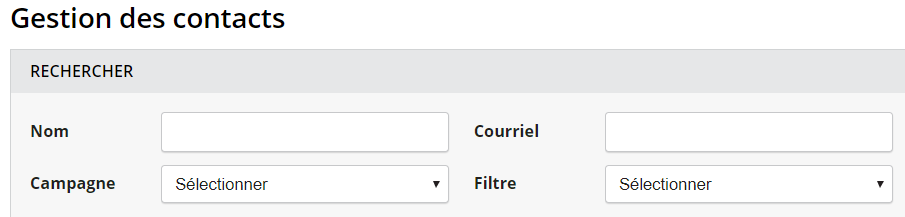 Gestion des contacts
RECHERCHER
Nom Courriel
Campagne Sélectionner Filtre Sélectionner